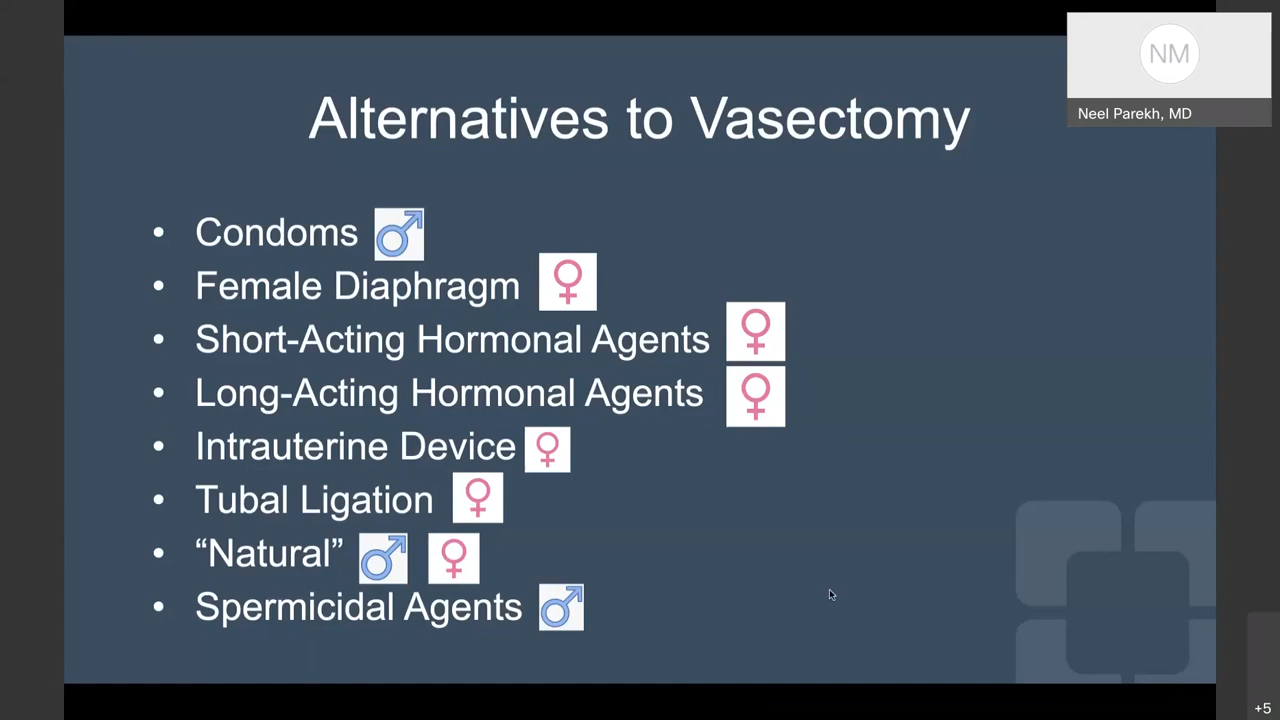 Alternatives to Vasectomy
NM
Neel Parekh, MD
• Condoms
• Female Diaphragm
• Short-Acting Hormonal Agents
• Long-Acting Hormonal Agents
• Intrauterine Device
• Tubal Ligation
• “Natural”
• Spermicidal Agents
+5